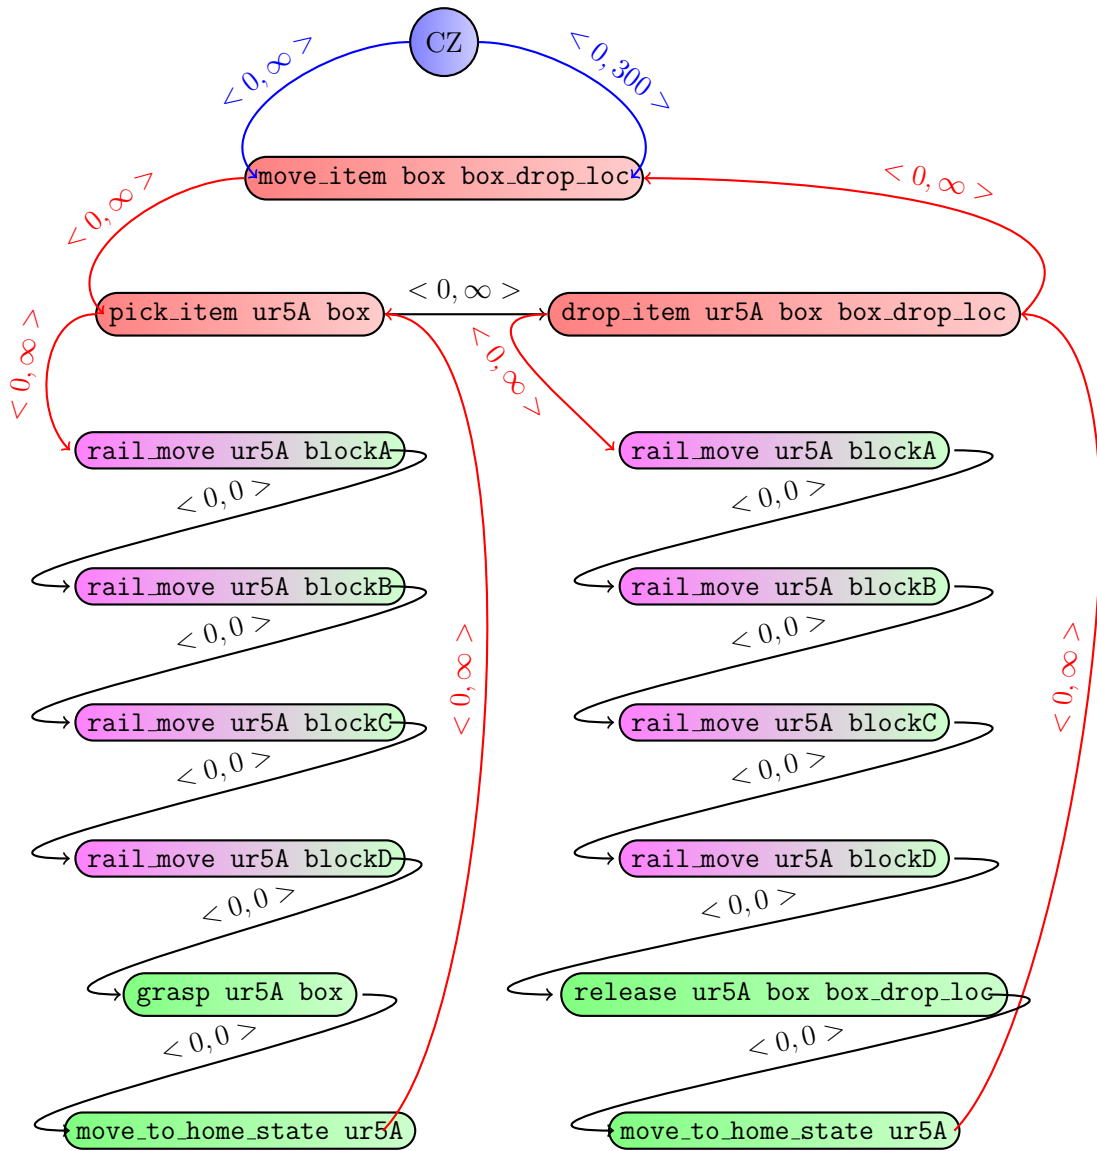 CZ
< 0, ∞ >
< 0, 300 >
move_item box box_drop_loc
< 0, ∞ >
< 0, ∞ >
pick_item ur5A box
< 0, ∞ >
drop_item ur5A box box_drop_loc
< 0, ∞ >
< 0, ∞ >
rail_move ur5A blockA
rail_move ur5A blockA
< 0, 0 >
< 0, 0 >
rail_move ur5A blockB
rail_move ur5A blockB
< 0, 0 >
< 0, 0 >
< 0, ∞ >
< 0, ∞ >
rail_move ur5A blockC
rail_move ur5A blockC
< 0, 0 >
< 0, 0 >
rail_move ur5A blockD
rail_move ur5A blockD
< 0, 0 >
< 0, 0 >
grasp ur5A box
release ur5A box box_drop_loc
< 0, 0 >
< 0, 0 >
move_to_home_state ur5A
move_to_home_state ur5A